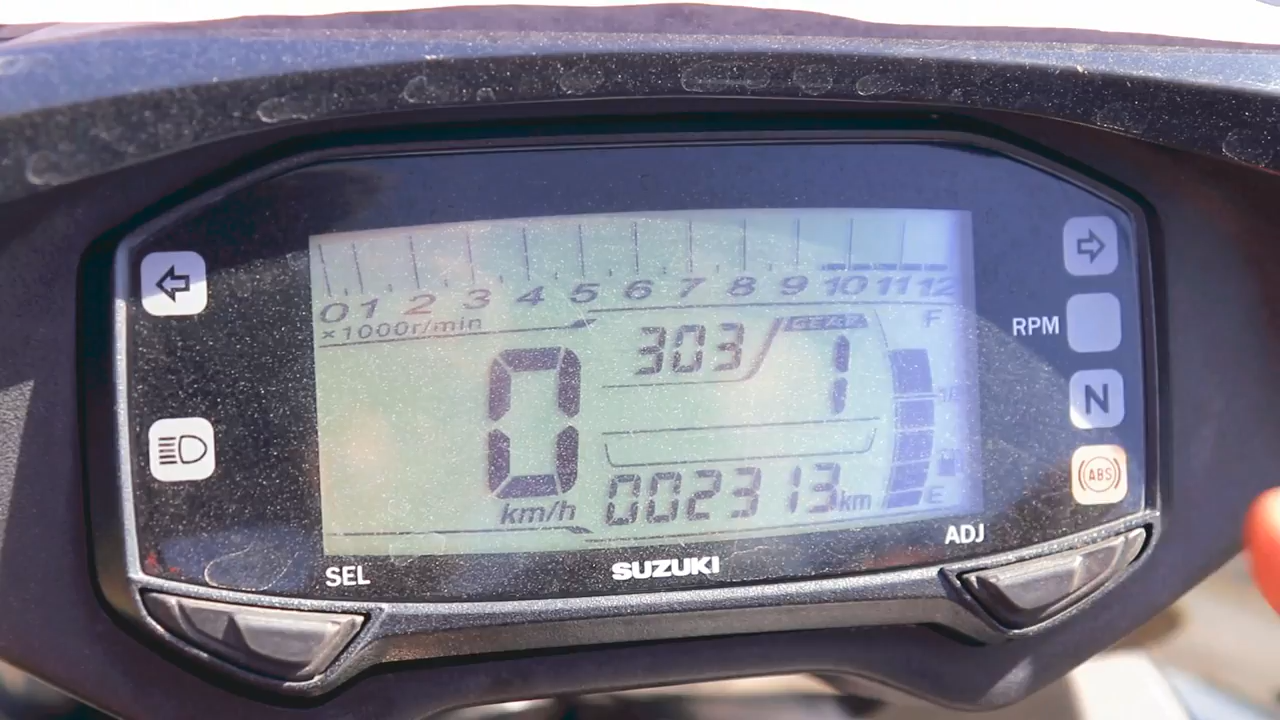 0 1 2 3 4 5 6 7 8 9 10 11 12
×1000r/min
303
GEAR
1
F
0
km/h
002313 km
E
RPM
N
ABS
SEL
SUZUKI
ADJ